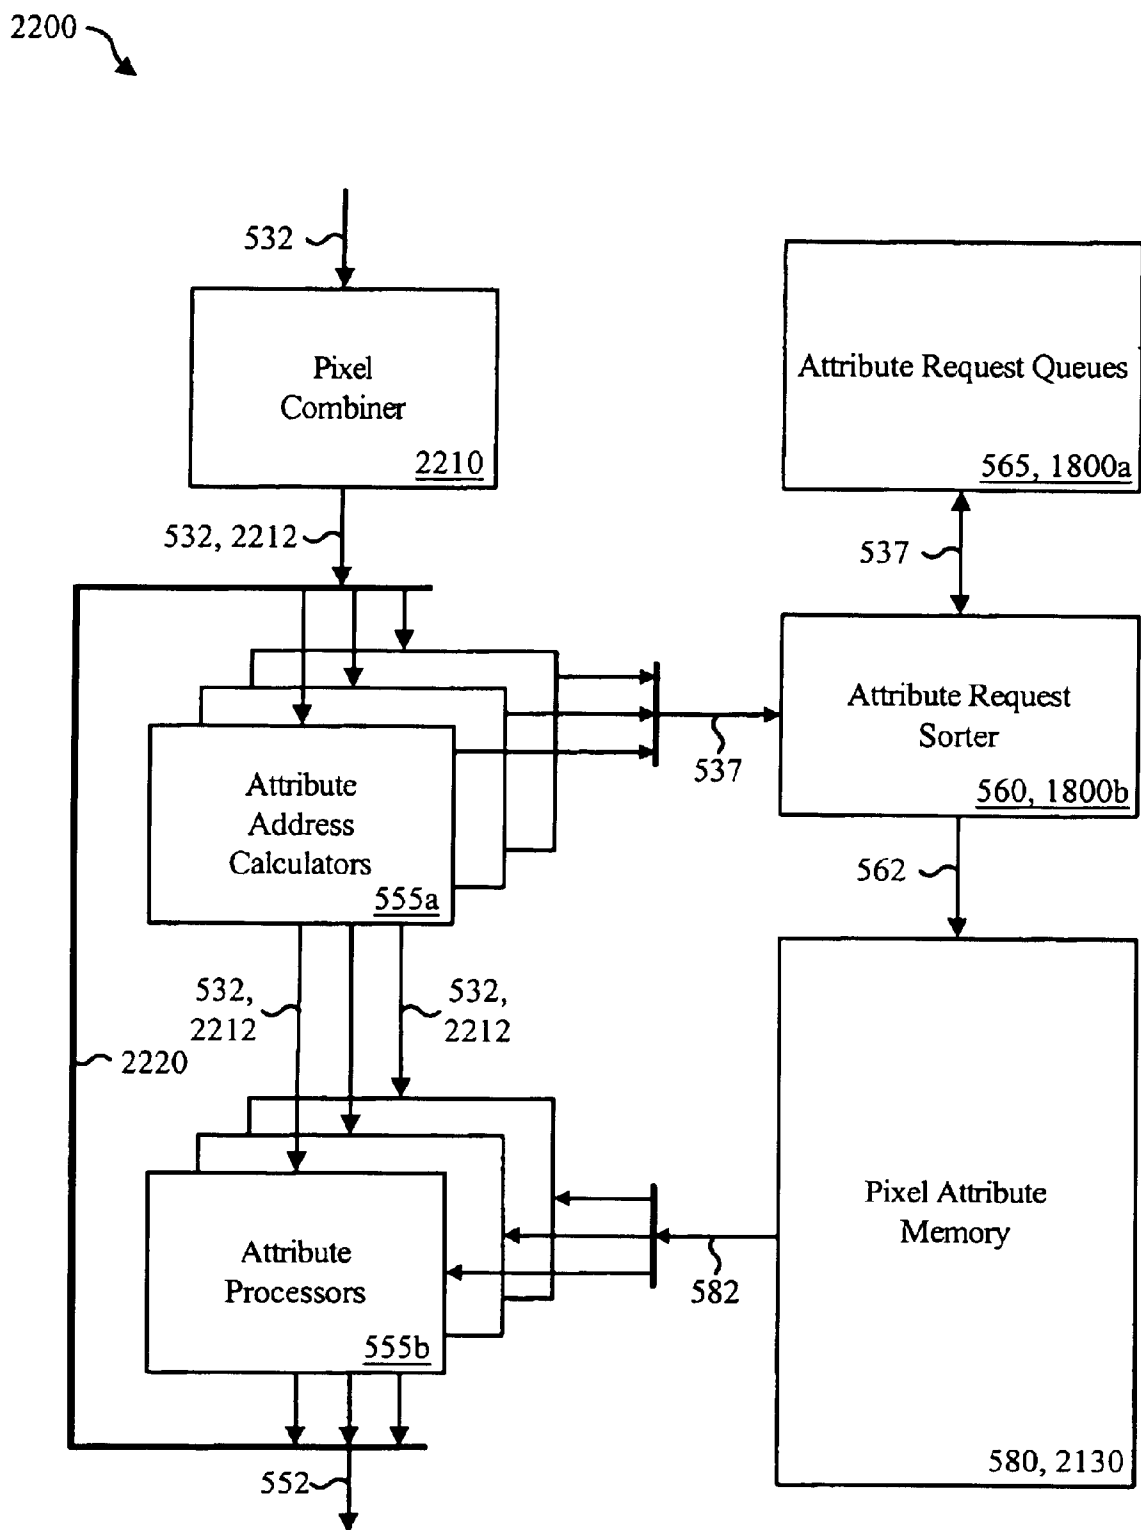 2200
532
Pixel
Combiner
2210
532, 2212
Attribute Request Queues
565, 1800a
537
Attribute Request
Sorter
560, 1800b
537
Attribute
Address
Calculators
555a
562
532,
2212
532,
2212
2220
Pixel Attribute
Memory
580, 2130
582
Attribute
Processors
555b
552